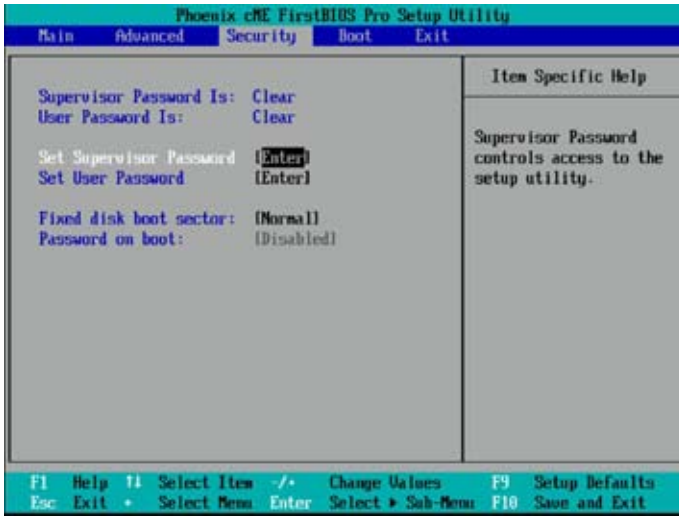 Phoenix cME FirstBIOS Pro Setup Utility
Main Advanced Security Boot Exit
Item Specific Help
Supervisor Password Is: Clear
User Password Is: Clear
Supervisor Password
controls access to the
setup utility.
Set Supervisor Password [Enter]
Set User Password [Enter]
Fixed disk boot sector: [Normal]
Password on boot: [Disabled]
F1 Help ↑↓ Select Item -/+ Change Values F9 Setup Defaults
Esc Exit Select Menu Enter Select ▶ Sub-Menu F10 Save and Exit